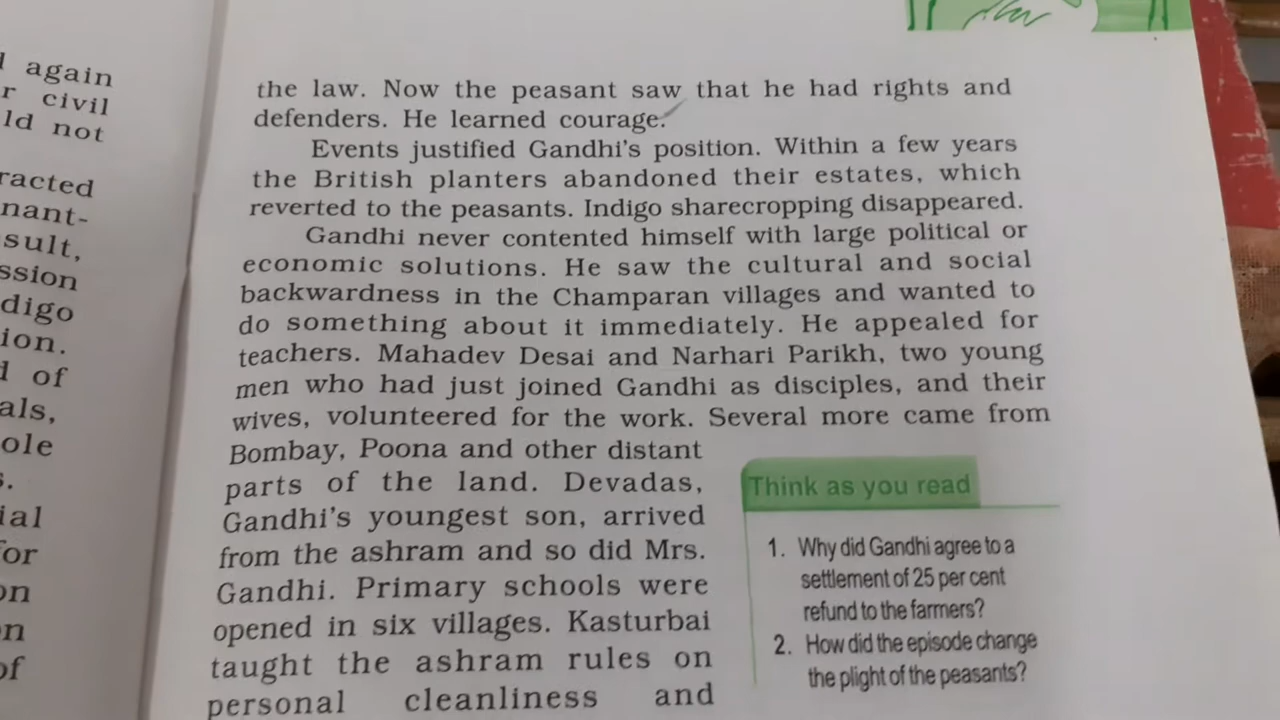 again
r civil
ld not
racted
nant-
sult,
ssion
digo
ion.
of
als,
ole
s.
ial
for
on
n
of
the law. Now the peasant saw that he had rights and
defenders. He learned courage.
Events justified Gandhi's position. Within a few years
the British planters abandoned their estates, which
reverted to the peasants. Indigo sharecropping disappeared.
Gandhi never contented himself with large political or
economic solutions. He saw the cultural and social
backwardness in the Champaran villages and wanted to
do something about it immediately. He appealed for
teachers. Mahadev Desai and Narhari Parikh, two young
men who had just joined Gandhi as disciples, and their
wives, volunteered for the work. Several more came from
Bombay, Poona and other distant
parts of the land. Devadas,
Gandhi's youngest son, arrived
from the ashram and so did Mrs.
Gandhi. Primary schools were
opened in six villages. Kasturbai
taught the ashram rules on
personal cleanliness and
Think as you read
1. Why did Gandhi agree to a
settlement of 25 per cent
refund to the farmers?
2. How did the episode change
the plight of the peasants?